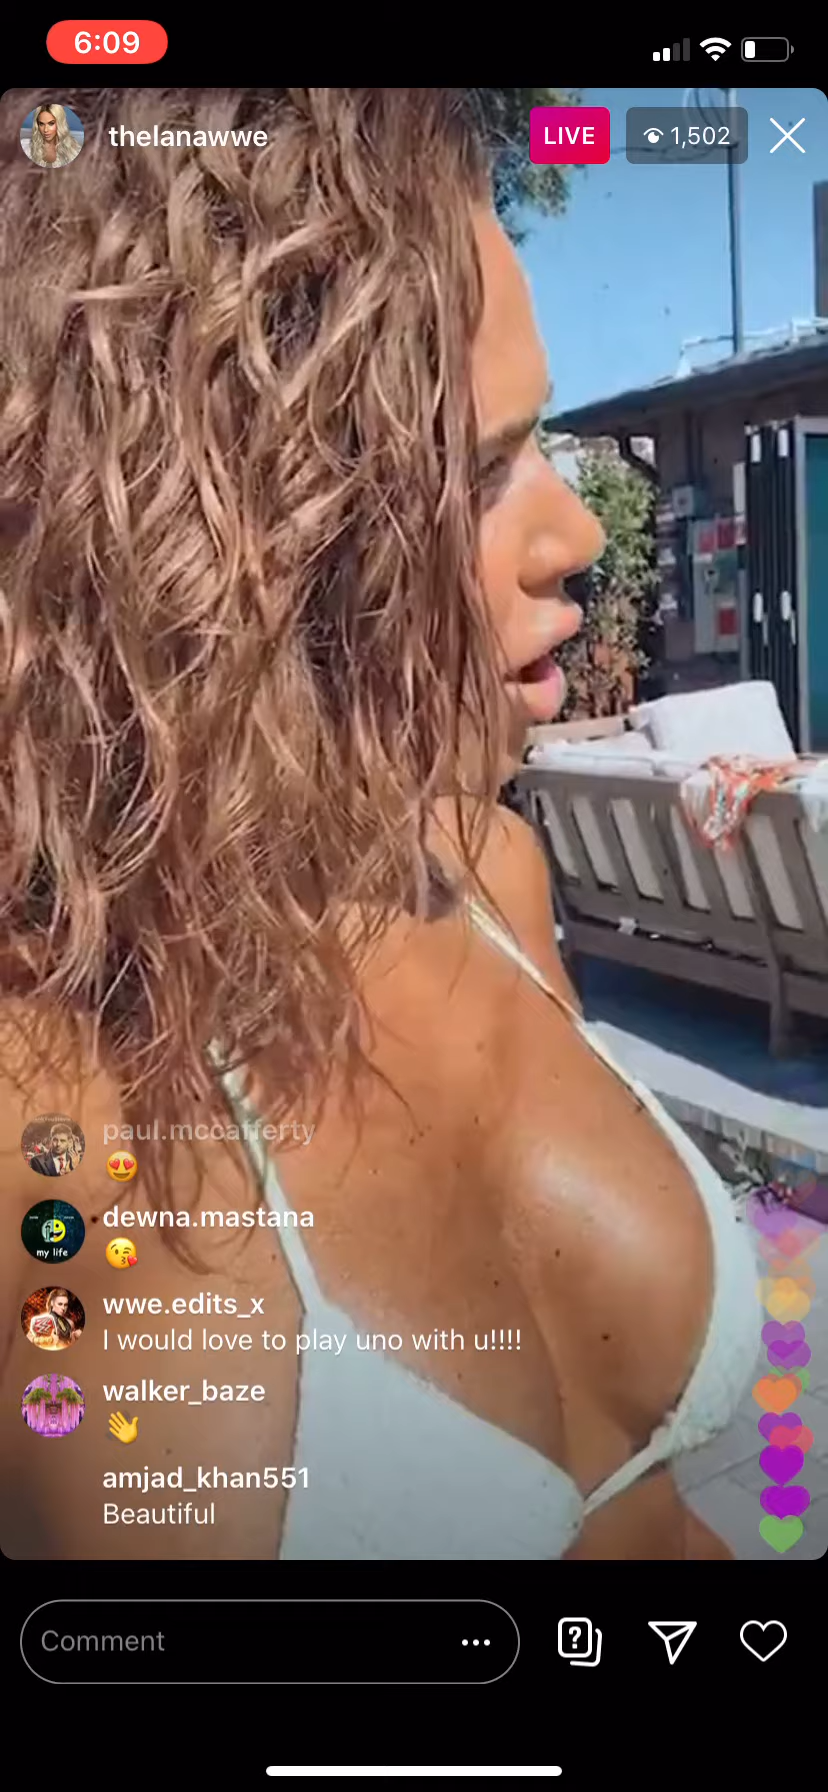 6:09
thelanawwe
LIVE
1,502
paul.mccafferty
😍
dewna.mastana
😘
my life
wwe.edits_x
I would love to play uno with u!!!!
walker_baze
👋
amjad_khan551
Beautiful
Comment
?